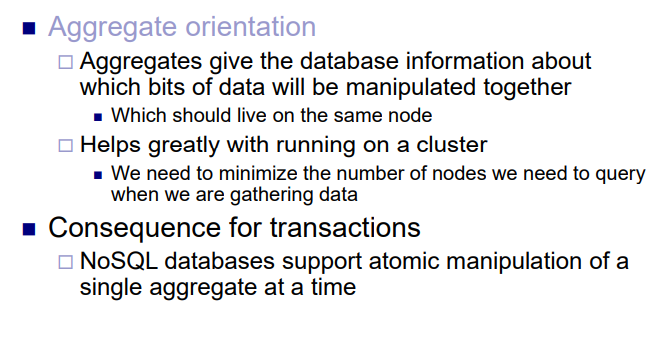 Aggregate orientation
Aggregates give the database information about
which bits of data will be manipulated together
Which should live on the same node
Helps greatly with running on a cluster
We need to minimize the number of nodes we need to query
when we are gathering data
Consequence for transactions
NoSQL databases support atomic manipulation of a
single aggregate at a time